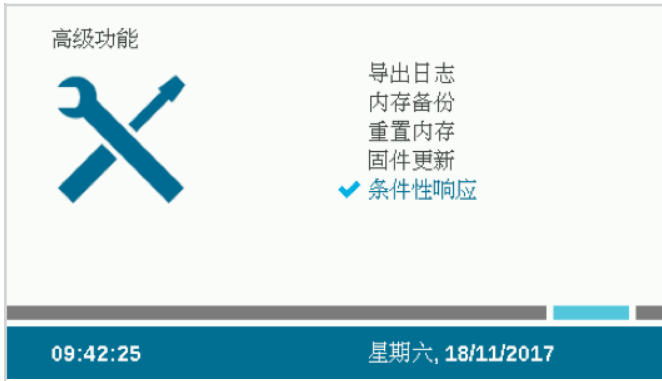 高级功能
导出日志
内存备份
重置内存
固件更新
条件性响应
09:42:25 星期六, 18/11/2017